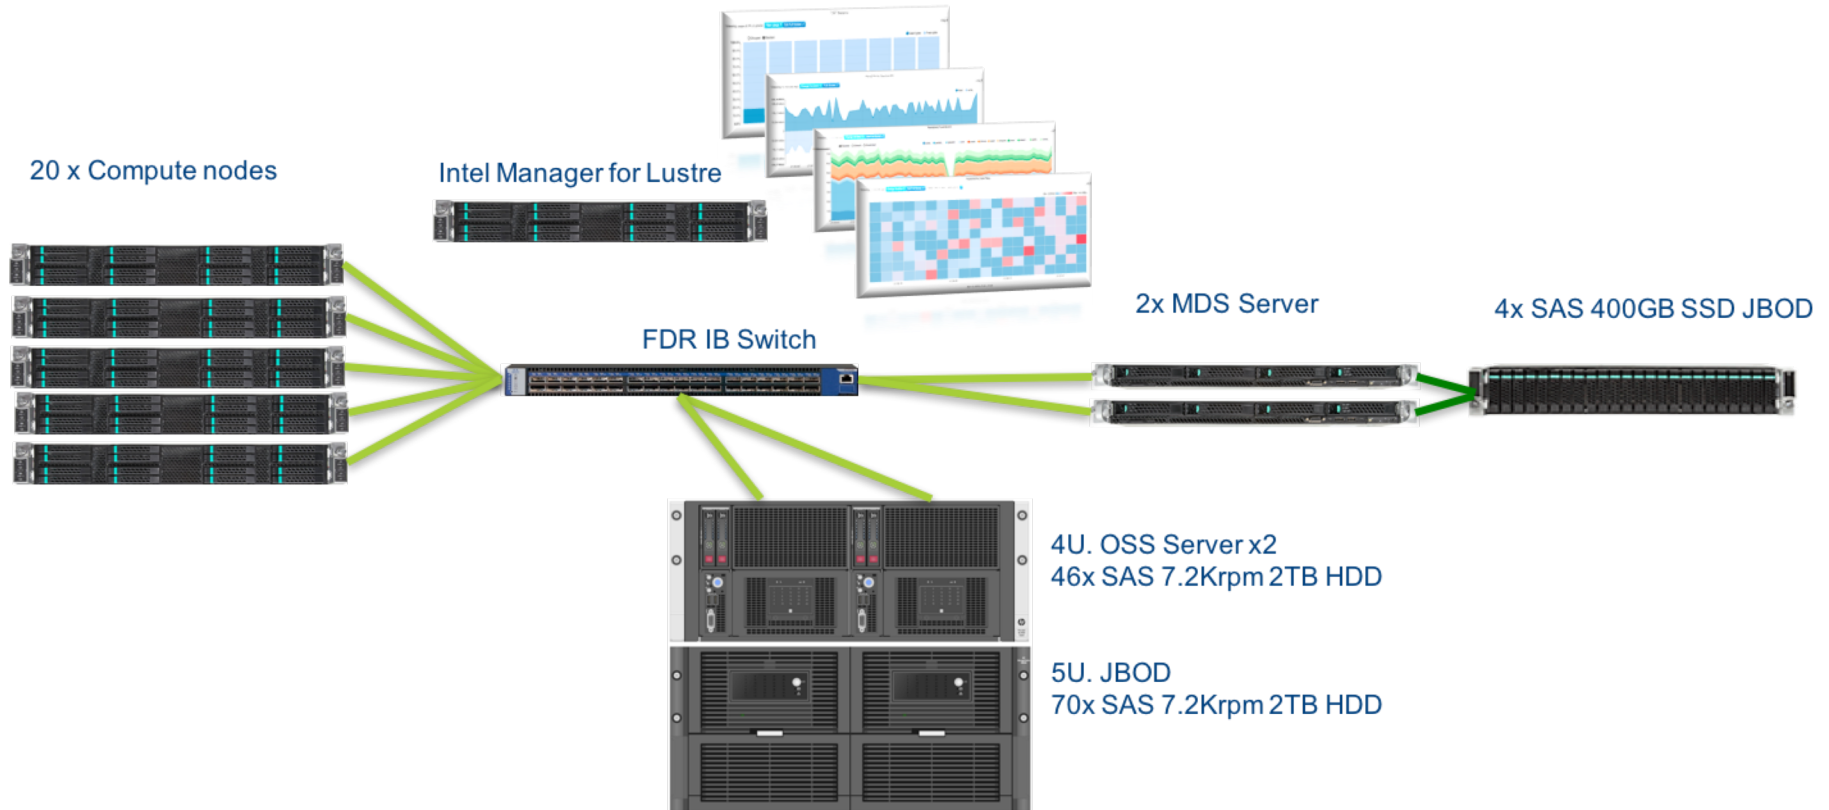 20 x Compute nodes
Intel Manager for Lustre
FDR IB Switch
2x MDS Server
4x SAS 400GB SSD JBOD
4U. OSS Server x2
46x SAS 7.2Krpm 2TB HDD
5U. JBOD
70x SAS 7.2Krpm 2TB HDD